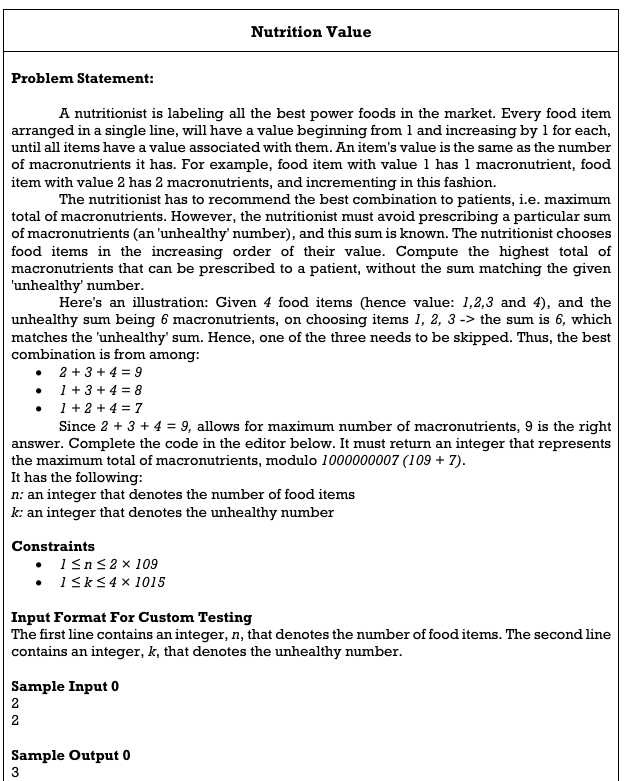 Nutrition Value
Problem Statement:
A nutritionist is labeling all the best power foods in the market. Every food item
arranged in a single line, will have a value beginning from 1 and increasing by 1 for each,
until all items have a value associated with them. An item's value is the same as the number
of macronutrients it has. For example, food item with value 1 has 1 macronutrient, food
item with value 2 has 2 macronutrients, and incrementing in this fashion.
The nutritionist has to recommend the best combination to patients, i.e. maximum
total of macronutrients. However, the nutritionist must avoid prescribing a particular sum
of macronutrients (an 'unhealthy' number), and this sum is known. The nutritionist chooses
food items in the increasing order of their value. Compute the highest total of
macronutrients that can be prescribed to a patient, without the sum matching the given
'unhealthy' number.
Here's an illustration: Given 4 food items (hence value: 1,2,3 and 4), and the
unhealthy sum being 6 macronutrients, on choosing items 1, 2, 3 -> the sum is 6, which
matches the 'unhealthy' sum. Hence, one of the three needs to be skipped. Thus, the best
combination is from among:
• 2 + 3 + 4 = 9
• 1 + 3 + 4 = 8
• 1 + 2 + 4 = 7
Since 2 + 3 + 4 = 9, allows for maximum number of macronutrients, 9 is the right
answer. Complete the code in the editor below. It must return an integer that represents
the maximum total of macronutrients, modulo 1000000007 (109 + 7).
It has the following:
n: an integer that denotes the number of food items
k: an integer that denotes the unhealthy number
Constraints
• 1 ≤ n ≤ 2 × 109
• 1 ≤ k ≤ 4 × 1015
Input Format For Custom Testing
The first line contains an integer, n, that denotes the number of food items. The second line
contains an integer, k, that denotes the unhealthy number.
Sample Input 0
2
2
Sample Output 0
3